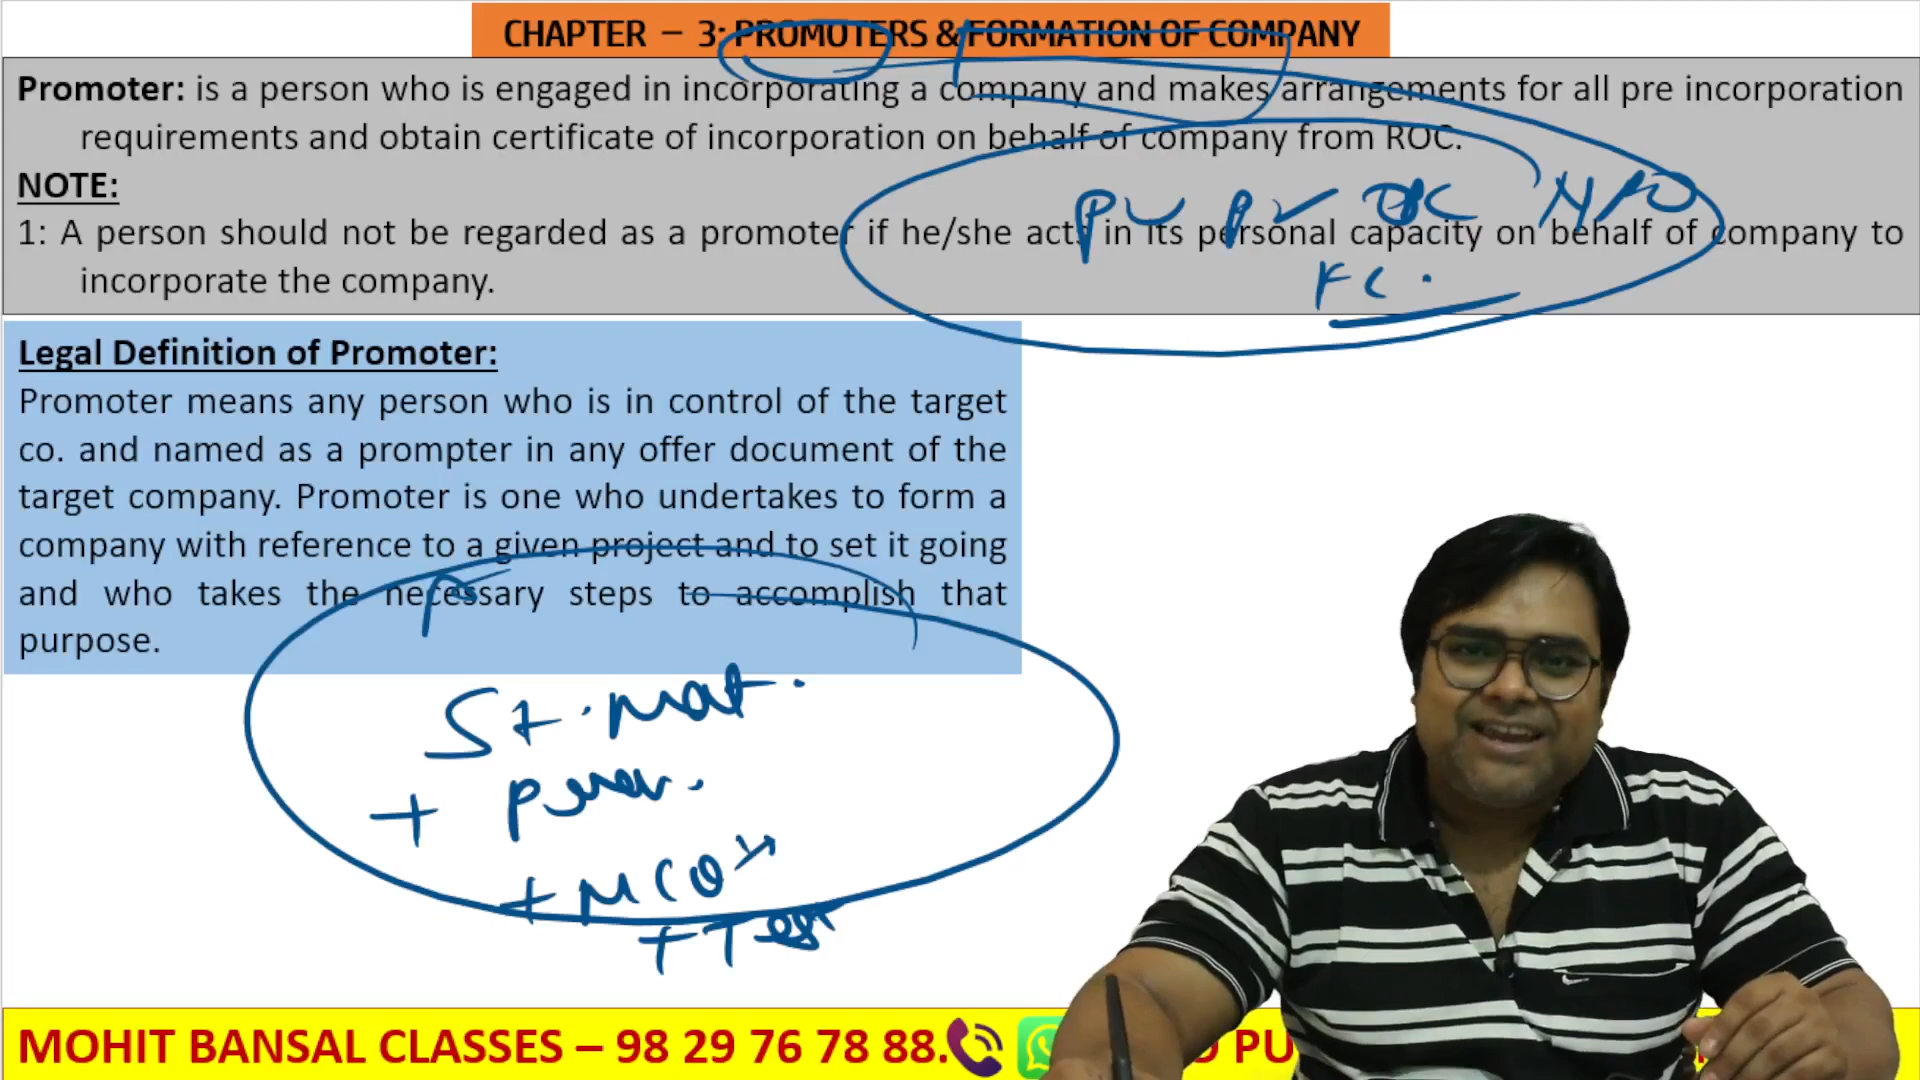 CHAPTER – 3: PROMOTERS & FORMATION OF COMPANY
Promoter: is a person who is engaged in incorporating a company and makes arrangements for all pre incorporation
requirements and obtain certificate of incorporation on behalf of company from ROC.
NOTE:
1: A person should not be regarded as a promoter if he/she acts in its personal capacity on behalf of company to
incorporate the company.
Legal Definition of Promoter:
Promoter means any person who is in control of the target
co. and named as a prompter in any offer document of the
target company. Promoter is one who undertakes to form a
company with reference to a given project and to set it going
and who takes the necessary steps to accomplish that
purpose.
St. Mat.
+ Test
MOHIT BANSAL CLASSES – 98 29 76 78 88.